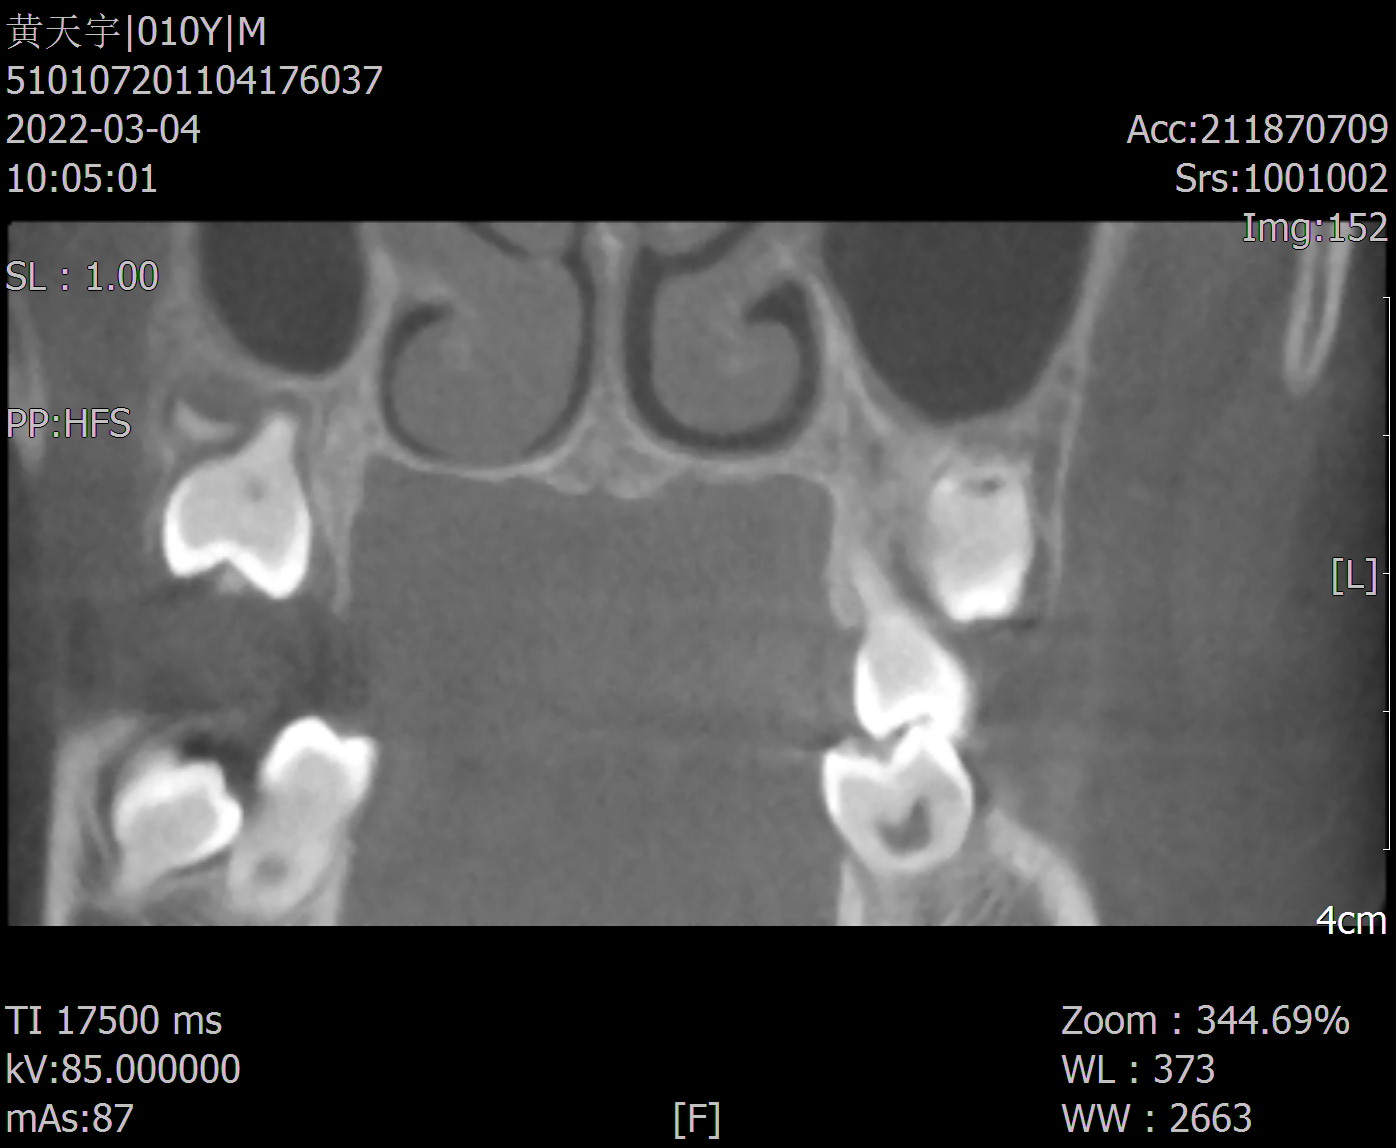 黄天宇|010Y|M
510107201104176037
2022-03-04
10:05:01
Acc:211870709
Srs:1001002
Img:152
SL : 1.00
PP:HFS
[L]
4cm
TI 17500 ms
kV:85.000000
mAs:87
[F]
Zoom : 344.69%
WL : 373
WW : 2663